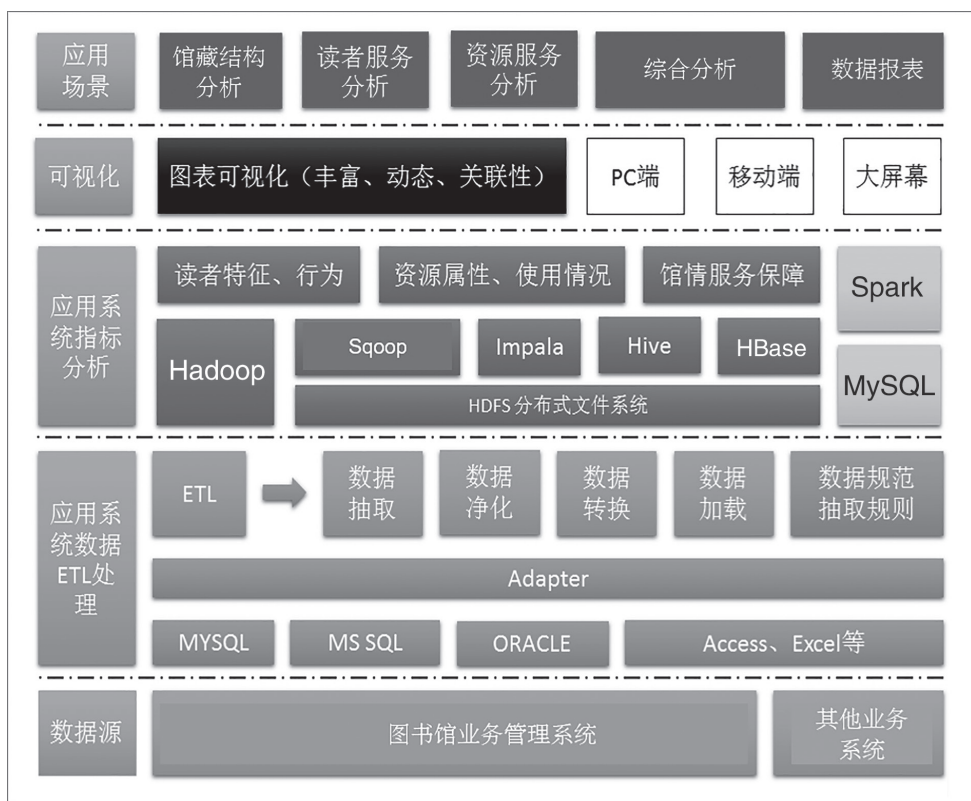 应用
场景
馆藏结构
分析
读者服务
分析
资源服务
分析
综合分析
数据报表
可视化
图表可视化（丰富、动态、关联性）
PC端
移动端
大屏幕
应用系
统指标
分析
读者特征、行为
资源属性、使用情况
馆情服务保障
Spark
Hadoop
Sqoop
Impala
Hive
HBase
MySQL
HDFS 分布式文件系统
应用系
统数据
ETL处
理
ETL
数据
抽取
数据
净化
数据
转换
数据
加载
数据规范
抽取规则
Adapter
MYSQL
MS SQL
ORACLE
Access、Excel等
数据源
图书馆业务管理系统
其他业务
系统